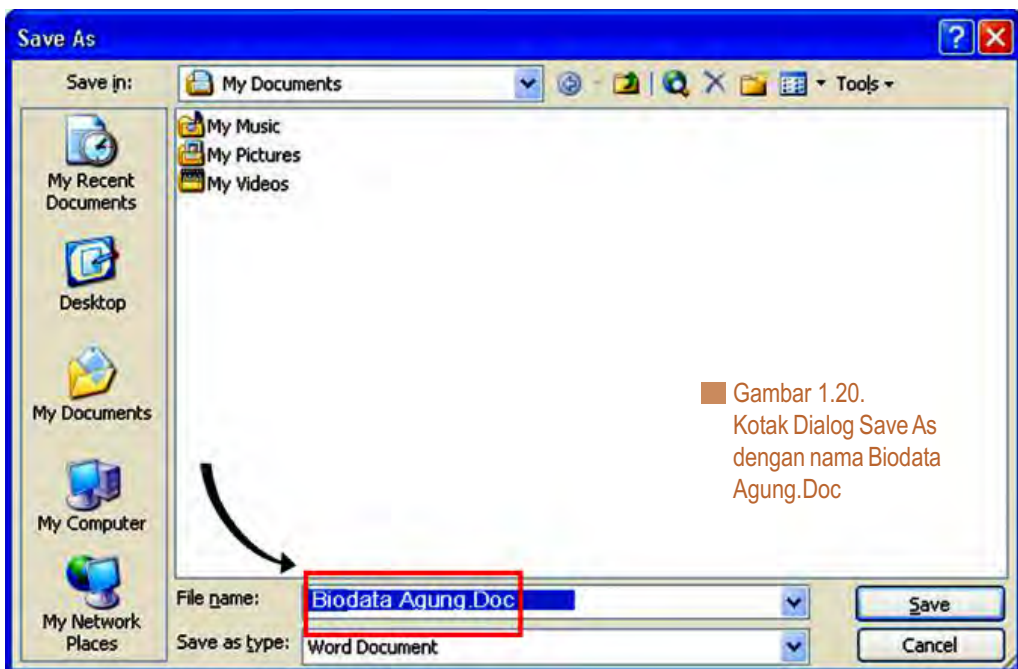 Save As
Save in: My Documents Tools
My Music
My Pictures
My Videos
My Recent
Documents
Desktop
My Documents
My Computer
My Network
Places
Gambar 1.20.
Kotak Dialog Save As
dengan nama Biodata
Agung.Doc
File name: Biodata Agung.Doc Save
Save as type: Word Document Cancel